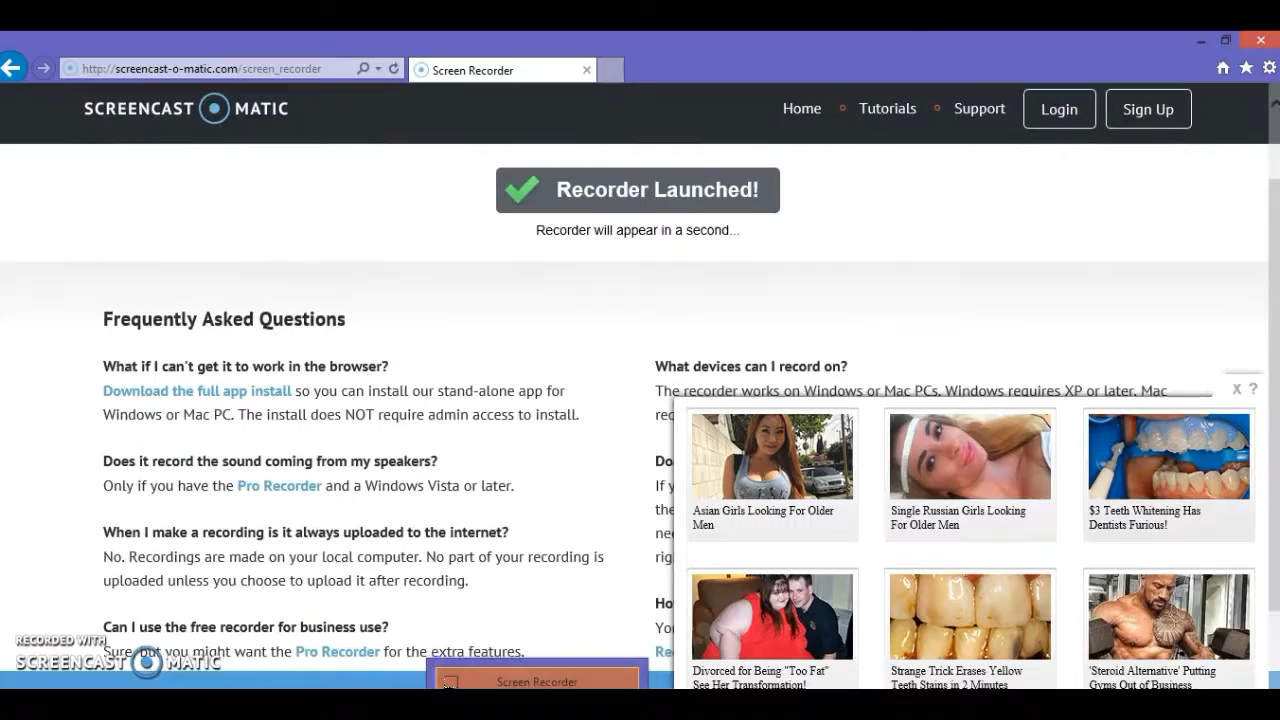 http://screencast-o-matic.com/screen_recorder
Screen Recorder
SCREENCAST MATIC
Home
Tutorials
Support
Login
Sign Up
Recorder Launched!
Recorder will appear in a second...
Frequently Asked Questions
What if I can't get it to work in the browser?
Download the full app install so you can install our stand-alone app for
Windows or Mac PC. The install does NOT require admin access to install.
Does it record the sound coming from my speakers?
Only if you have the Pro Recorder and a Windows Vista or later.
When I make a recording is it always uploaded to the internet?
No. Recordings are made on your local computer. No part of your recording is
uploaded unless you choose to upload it after recording.
Can I use the free recorder for business use?
Sure, but you might want the Pro Recorder for the extra features.
What devices can I record on?
The recorder works on Windows or Mac PCs. Windows requires XP or later. Mac
X ?
Asian Girls Looking For Older
Men
Single Russian Girls Looking
For Older Men
$3 Teeth Whitening Has
Dentists Furious!
Divorced for Being "Too Fat"
See Her Transformation!
Strange Trick Erases Yellow
Teeth Stains in 2 Minutes
'Steroid Alternative' Putting
Gyms Out of Business
RECORDED WITH
SCREENCAST MATIC
Screen Recorder